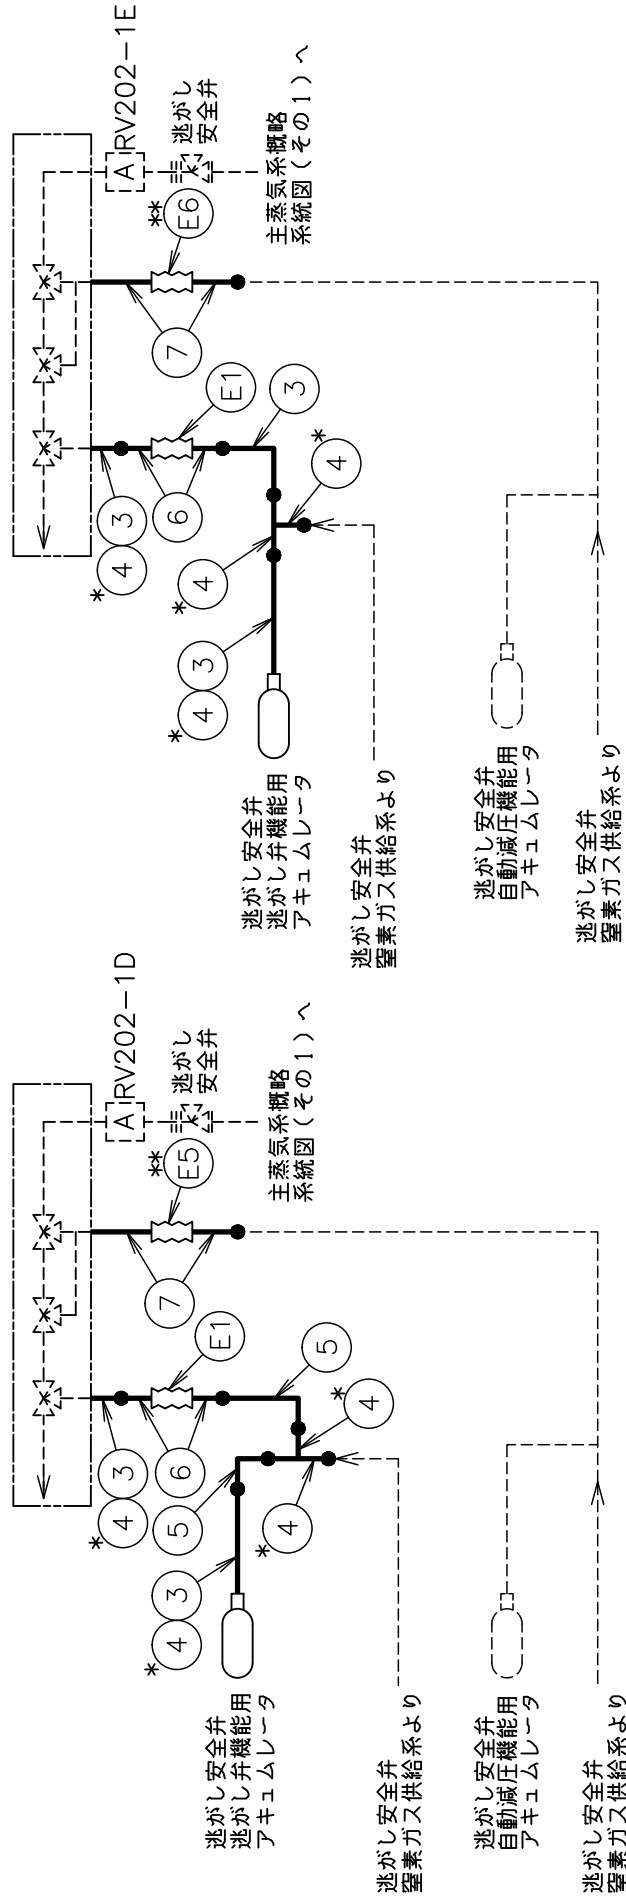 逃がし安全弁
逃がし弁機能用
アキュムレータ
* 4 3
5
* 4 3
6
E1
5
* 4
* 4
7
** E5
A RV202-1D
逃がし
安全弁
主蒸気系概略
系統図(その1)へ
逃がし安全弁
窒素ガス供給系より
逃がし安全弁
自動減圧機能用
アキュムレータ
逃がし安全弁
窒素ガス供給系より
逃がし安全弁
逃がし弁機能用
アキュムレータ
* 4 3
* 4
* 4 3
6
E1
3
* 4
7
** E6
A RV202-1E
逃がし
安全弁
主蒸気系概略
系統図(その1)へ
逃がし安全弁
窒素ガス供給系より
逃がし安全弁
自動減圧機能用
アキュムレータ
逃がし安全弁
窒素ガス供給系より